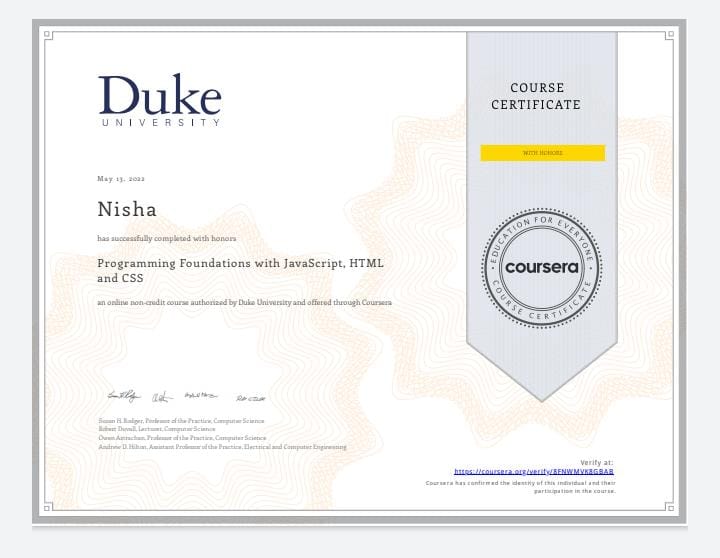 Duke
UNIVERSITY
COURSE
CERTIFICATE
WITH HONORS
May 13, 2022
Nisha
has successfully completed with honors
Programming Foundations with JavaScript, HTML
and CSS
an online non-credit course authorized by Duke University and offered through Coursera
EDUCATION FOR EVERYONE
coursera
COURSE CERTIFICATE
Susan H. Rodger, Professor of the Practice, Computer Science
Robert Duvall, Lecturer, Computer Science
Owen Astrachan, Professor of the Practice, Computer Science
Andrew D. Hilton, Assistant Professor of the Practice, Electrical and Computer Engineering
Verify at:
https://coursera.org/verify/8FNWMVK8GBAB
Coursera has confirmed the identity of this individual and their
participation in the course.